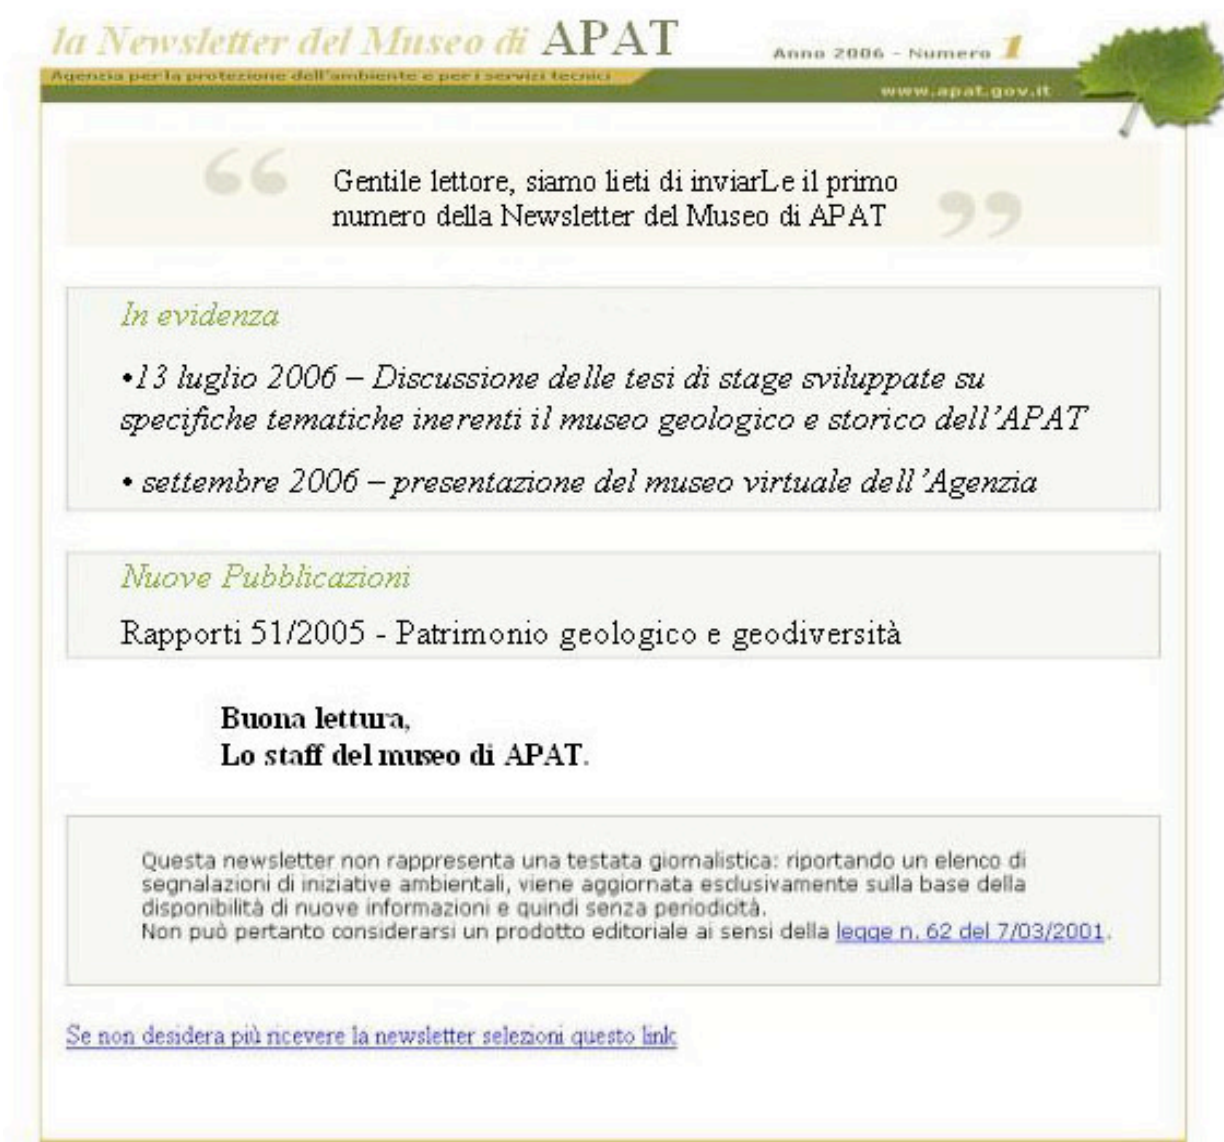 la Newsletter del Museo di APAT
Anno 2006 - Numero 1
Agenzia per la protezione dell'ambiente e per i servizi tecnici
www.apat.gov.it
“ Gentile lettore, siamo lieti di inviarLe il primo
numero della Newsletter del Museo di APAT ”
In evidenza
•13 luglio 2006 – Discussione delle tesi di stage sviluppate su
specifiche tematiche inerenti il museo geologico e storico dell'APAT
• settembre 2006 – presentazione del museo virtuale dell'Agenzia
Nuove Pubblicazioni
Rapporti 51/2005 - Patrimonio geologico e geodiversità
Buona lettura,
Lo staff del museo di APAT.
Questa newsletter non rappresenta una testata giornalistica: riportando un elenco di
segnalazioni di iniziative ambientali, viene aggiornata esclusivamente sulla base della
disponibilità di nuove informazioni e quindi senza periodicità.
Non può pertanto considerarsi un prodotto editoriale ai sensi della legge n. 62 del 7/03/2001.
Se non desidera più ricevere la newsletter selezioni questo link